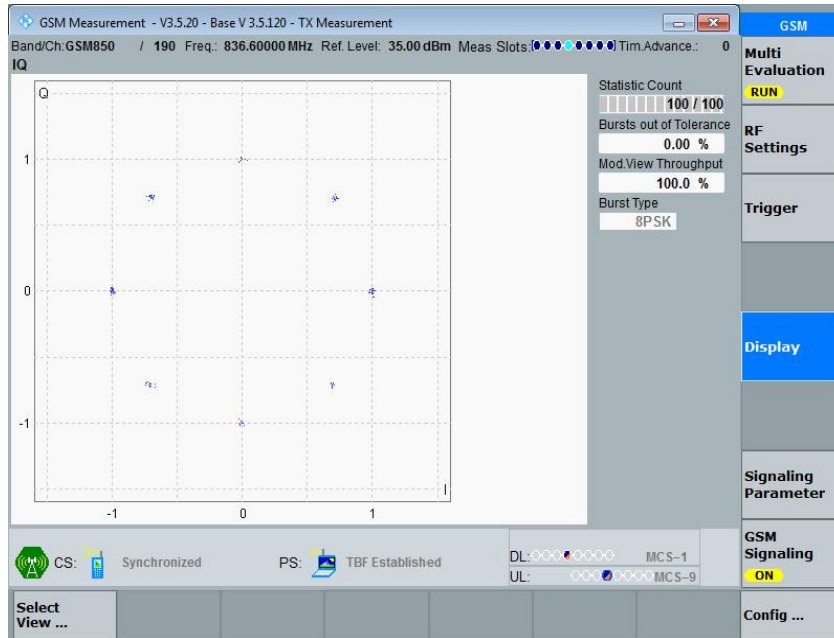 GSM Measurement - V3.5.20 - Base V 3.5.120 - TX Measurement
GSM
Band/Ch:GSM850 / 190 Freq.: 836.60000 MHz Ref. Level: 35.00 dBm Meas Slots: Tim.Advance.: 0
IQ
Multi
Evaluation
RUN
Q
Statistic Count
100 / 100
Bursts out of Tolerance
0.00 %
Mod.View Throughput
100.0 %
Burst Type
8PSK
RF
Settings
Trigger
1
0
-1
I
-1 0 1
Display
Signaling
Parameter
GSM
Signaling
ON
CS: Synchronized PS: TBF Established DL: MCS-1
UL: MCS-9
Select
View ...
Config ...